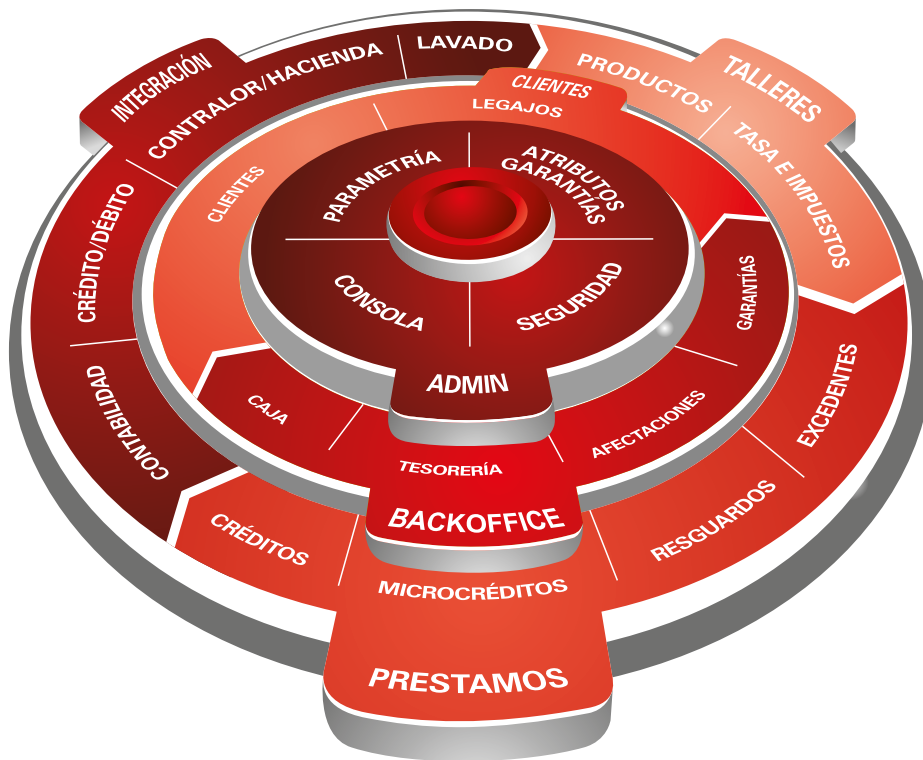 INTEGRACIÓN
CONTRALOR/HACIENDA
LAVADO
CRÉDITO/DÉBITO
CONTABILIDAD
TALLERES
PRODUCTOS
TASA E IMPUESTOS
CLIENTES
LEGAJOS
CLIENTES
PARAMETRÍA
ATRIBUTOS
GARANTÍAS
CONSOLA
SEGURIDAD
ADMIN
GARANTÍAS
AFECTACIONES
CAJA
TESORERÍA
BACKOFFICE
EXCEDENTES
RESGUARDOS
CRÉDITOS
MICROCRÉDITOS
PRESTAMOS